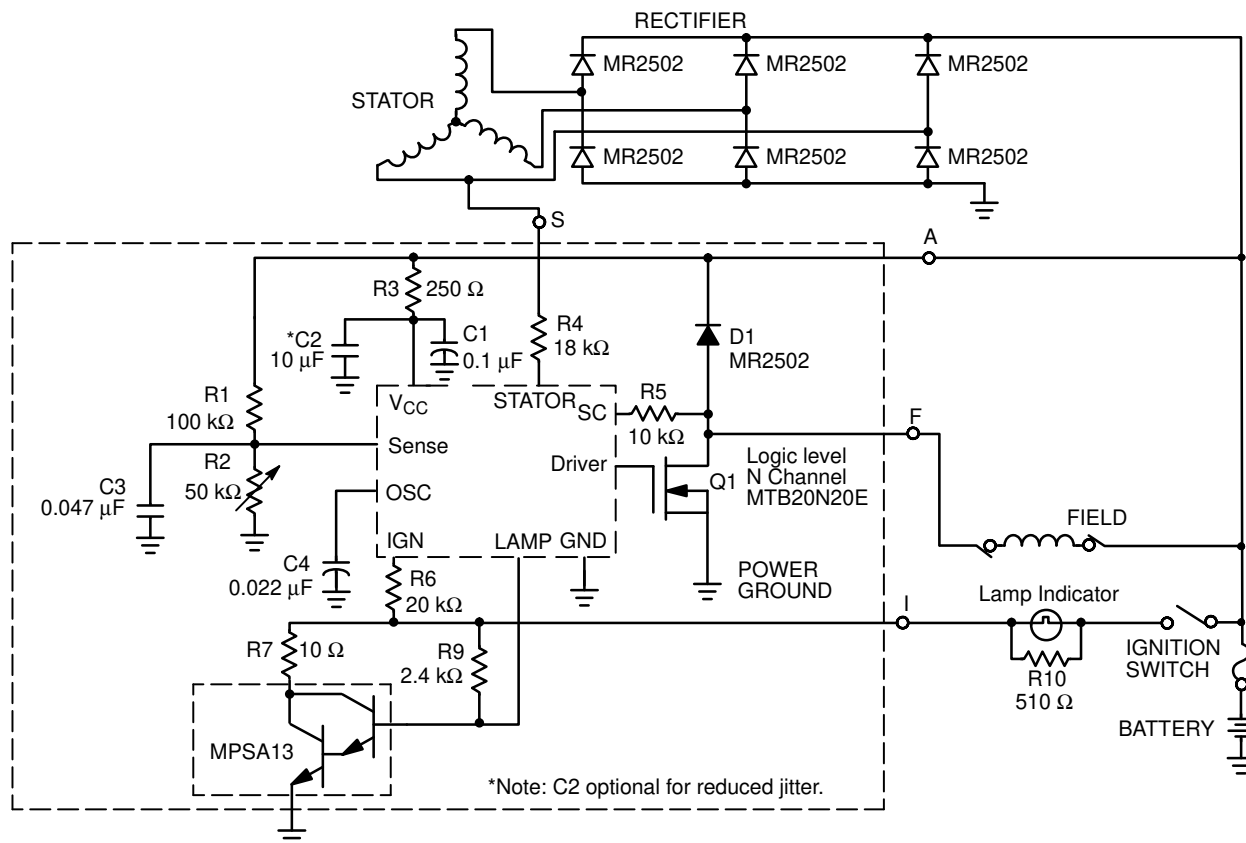 RECTIFIER
MR2502
MR2502
MR2502
STATOR
MR2502
MR2502
MR2502
S
A
R3
250 Ω
*C2
10 µF
C1
0.1 µF
R4
18 kΩ
D1
MR2502
R1
100 kΩ
VCC
STATOR
SC
R5
10 kΩ
F
Sense
R2
50 kΩ
Driver
Q1
Logic level
N Channel
MTB20N20E
C3
0.047 µF
OSC
FIELD
IGN
LAMP
GND
C4
0.022 µF
R6
20 kΩ
POWER
GROUND
Lamp Indicator
I
R7
10 Ω
R9
2.4 kΩ
R10
510 Ω
IGNITION
SWITCH
BATTERY
MPSA13
*Note: C2 optional for reduced jitter.